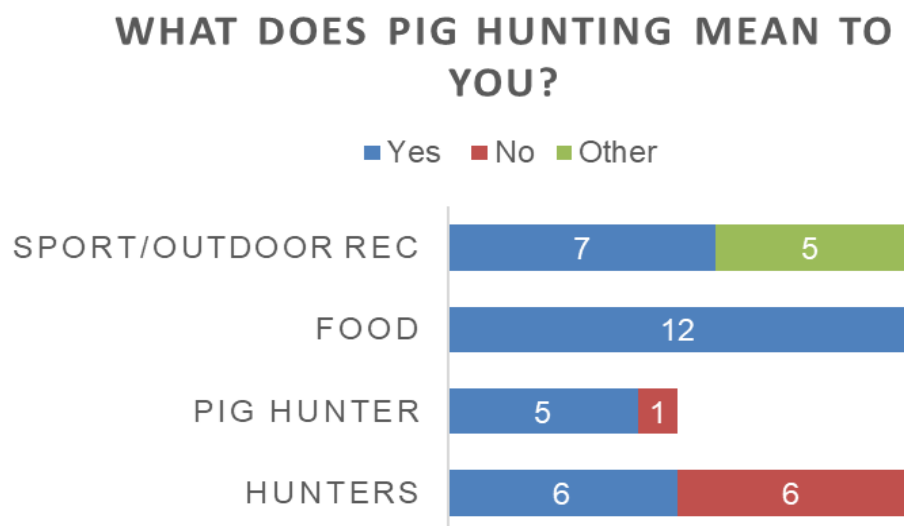 WHAT DOES PIG HUNTING MEAN TO
YOU?
Yes No Other
SPORT/OUTDOOR REC 7 5
FOOD 12
PIG HUNTER 5 1
HUNTERS 6 6